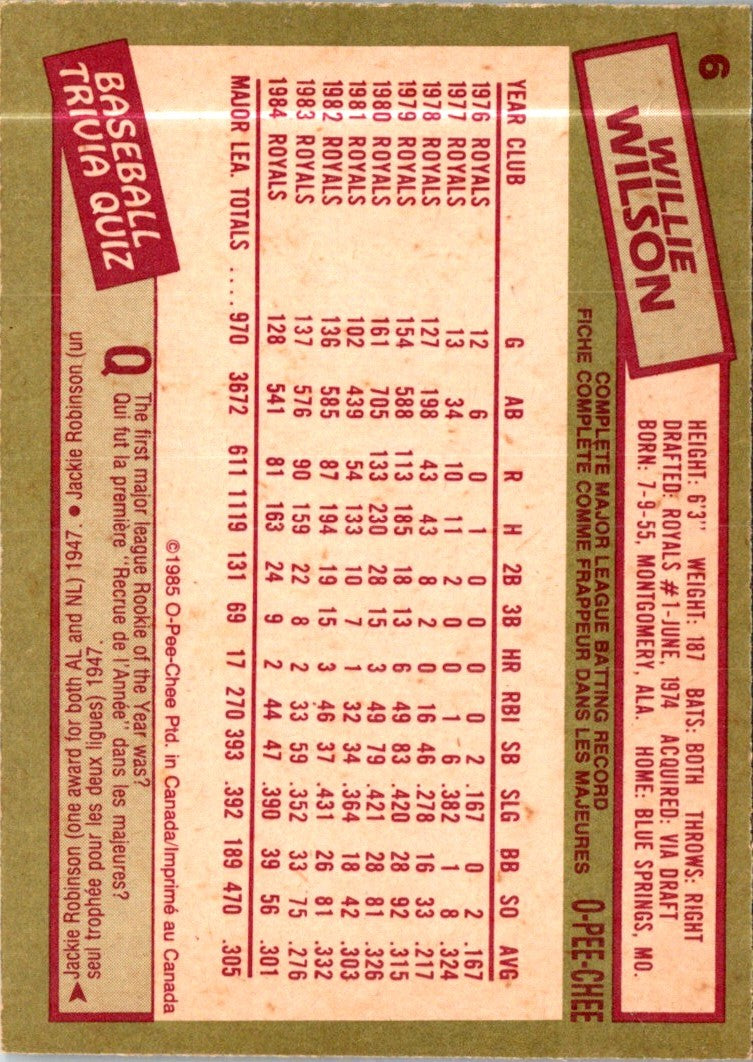 6
WILLIE
WILSON
HEIGHT: 6'3" WEIGHT: 187 BATS: BOTH THROWS: RIGHT
DRAFTED: ROYALS #1-JUNE, 1974 ACQUIRED: VIA DRAFT
BORN: 7-9-55, MONTGOMERY, ALA. HOME: BLUE SPRINGS, MO.
COMPLETE MAJOR LEAGUE BATTING RECORD
FICHE COMPLÈTE COMME FRAPPEUR DANS LES MAJEURES
O-PEE-CHEE
YEAR CLUB G AB R H 2B 3B HR RBI SB SLG BB SO AVG
1976 ROYALS 12 6 0 1 0 0 0 0 2 .167 0 2 .167
1977 ROYALS 13 34 10 11 2 0 0 1 6 .382 1 8 .324
1978 ROYALS 127 198 43 43 8 2 0 16 46 .278 16 33 .217
1979 ROYALS 154 588 113 185 18 13 6 49 83 .420 28 92 .315
1980 ROYALS 161 705 133 230 28 15 3 49 79 .421 28 81 .326
1981 ROYALS 102 439 54 133 10 7 1 32 34 .364 18 42 .303
1982 ROYALS 136 585 87 194 19 15 3 46 37 .431 26 81 .332
1983 ROYALS 137 576 90 159 22 8 2 33 59 .352 33 75 .276
1984 ROYALS 128 541 81 163 24 9 2 44 47 .390 39 56 .301
MAJOR LEA. TOTALS .... 970 3672 611 1119 131 69 17 270 393 .392 189 470 .305
©1985 O-Pee-Chee Ptd. in Canada/Imprimé au Canada
BASEBALL
TRIVIA QUIZ
Q The first major league Rookie of the Year was?
Qui fut la première "Recrue de l'Année" dans les majeures?
Jackie Robinson (one award for both AL and NL) 1947. • Jackie Robinson (un
seul trophée pour les deux ligues) 1947.